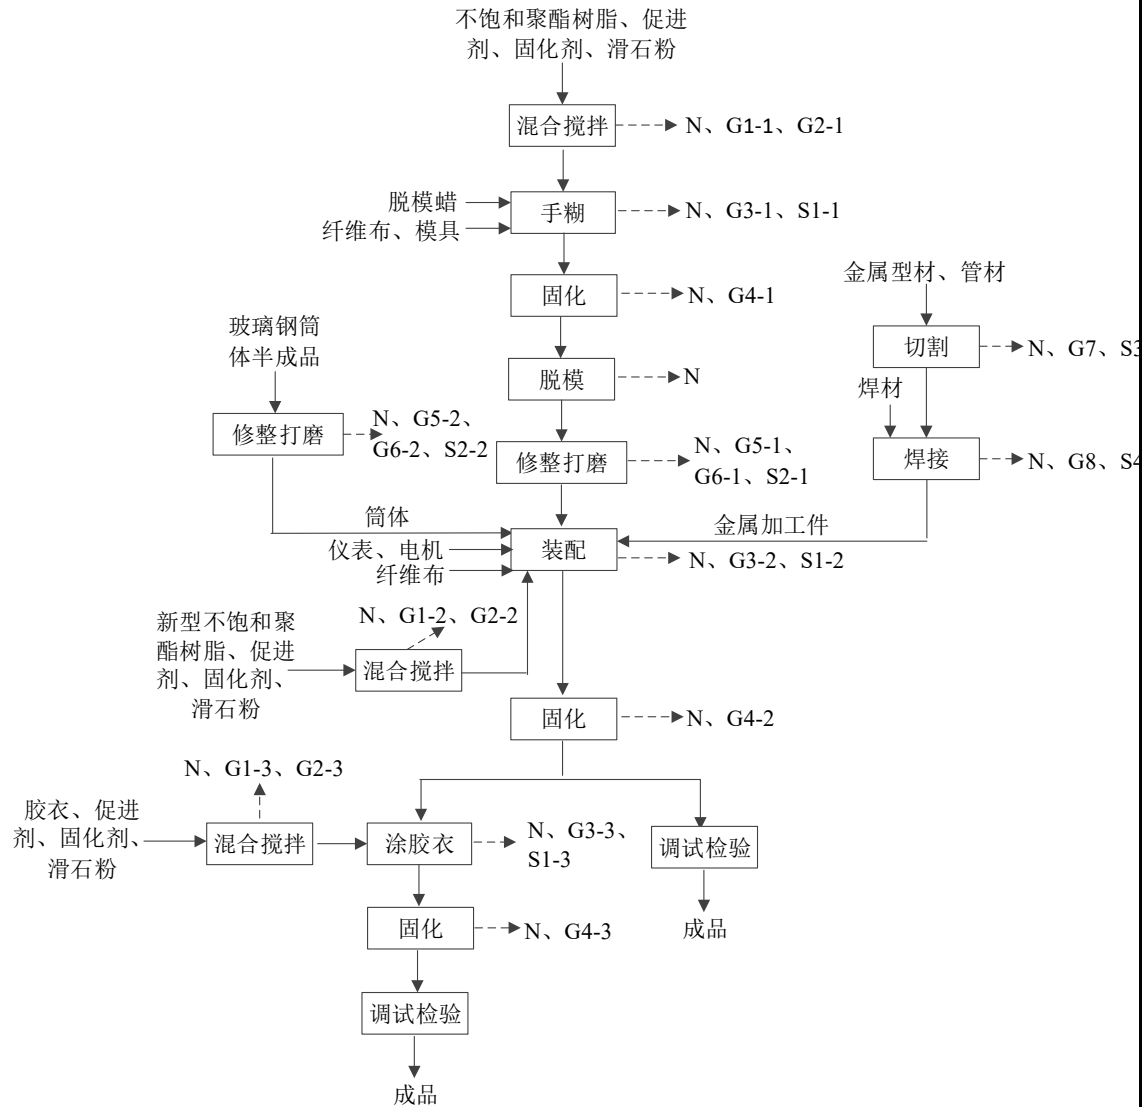 不饱和聚酯树脂、促进
剂、固化剂、滑石粉
混合搅拌
N、G1-1、G2-1
脱模蜡
纤维布、模具
手糊
N、G3-1、S1-1
固化
N、G4-1
金属型材、管材
切割
N、G7、S3
玻璃钢筒
体半成品
脱模
N
焊材
修整打磨
N、G5-2、
G6-2、S2-2
修整打磨
N、G5-1、
G6-1、S2-1
焊接
N、G8、S4
筒体
金属加工件
仪表、电机
纤维布
装配
N、G3-2、S1-2
新型不饱和聚
酯树脂、促进
剂、固化剂、
滑石粉
N、G1-2、G2-2
混合搅拌
固化
N、G4-2
N、G1-3、G2-3
胶衣、促进
剂、固化剂、
滑石粉
混合搅拌
涂胶衣
N、G3-3、
S1-3
调试检验
成品
固化
N、G4-3
调试检验
成品